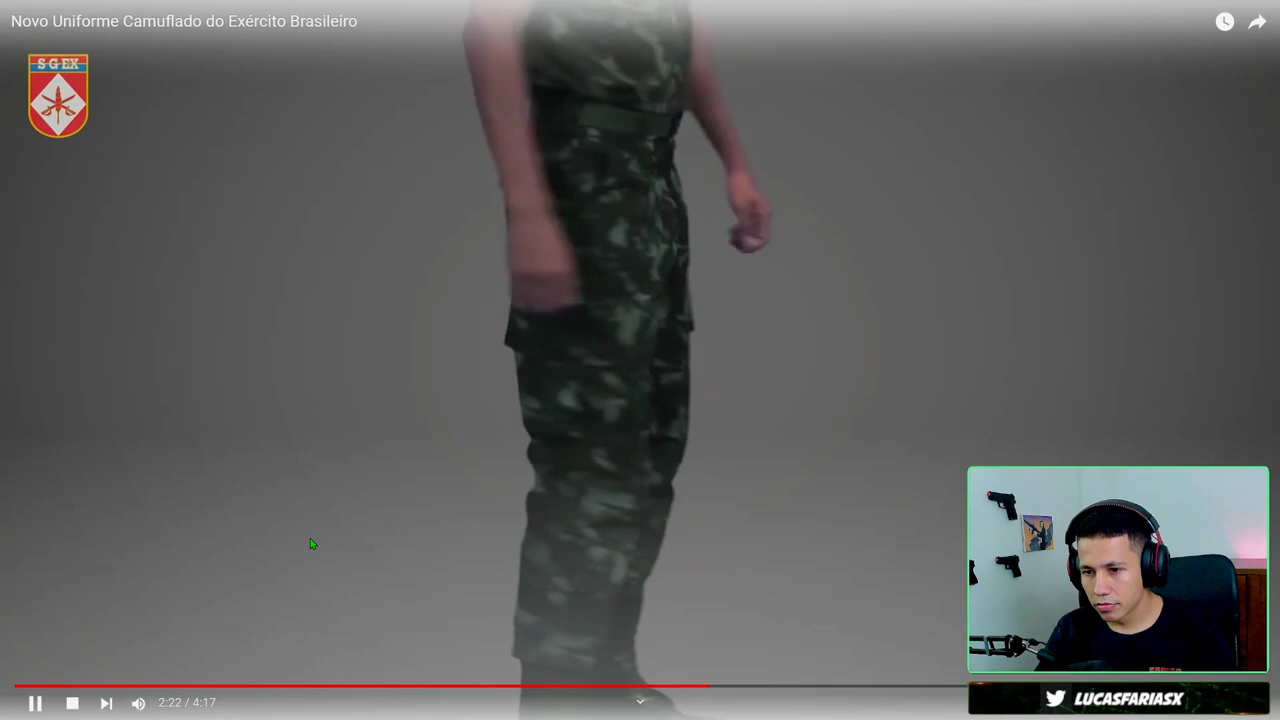 Novo Uniforme Camuflado do Exército Brasileiro
S G EX
2:22 / 4:17
LUCASFARIASX